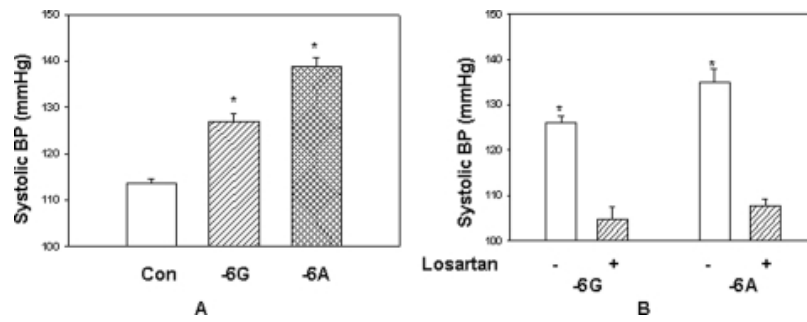 Systolic BP (mmHg)
150
140
130
120
110
100
*
*
Con -6G -6A
A
Systolic BP (mmHg)
150
140
130
120
110
100
*
*
Losartan - + - +
-6G -6A
B